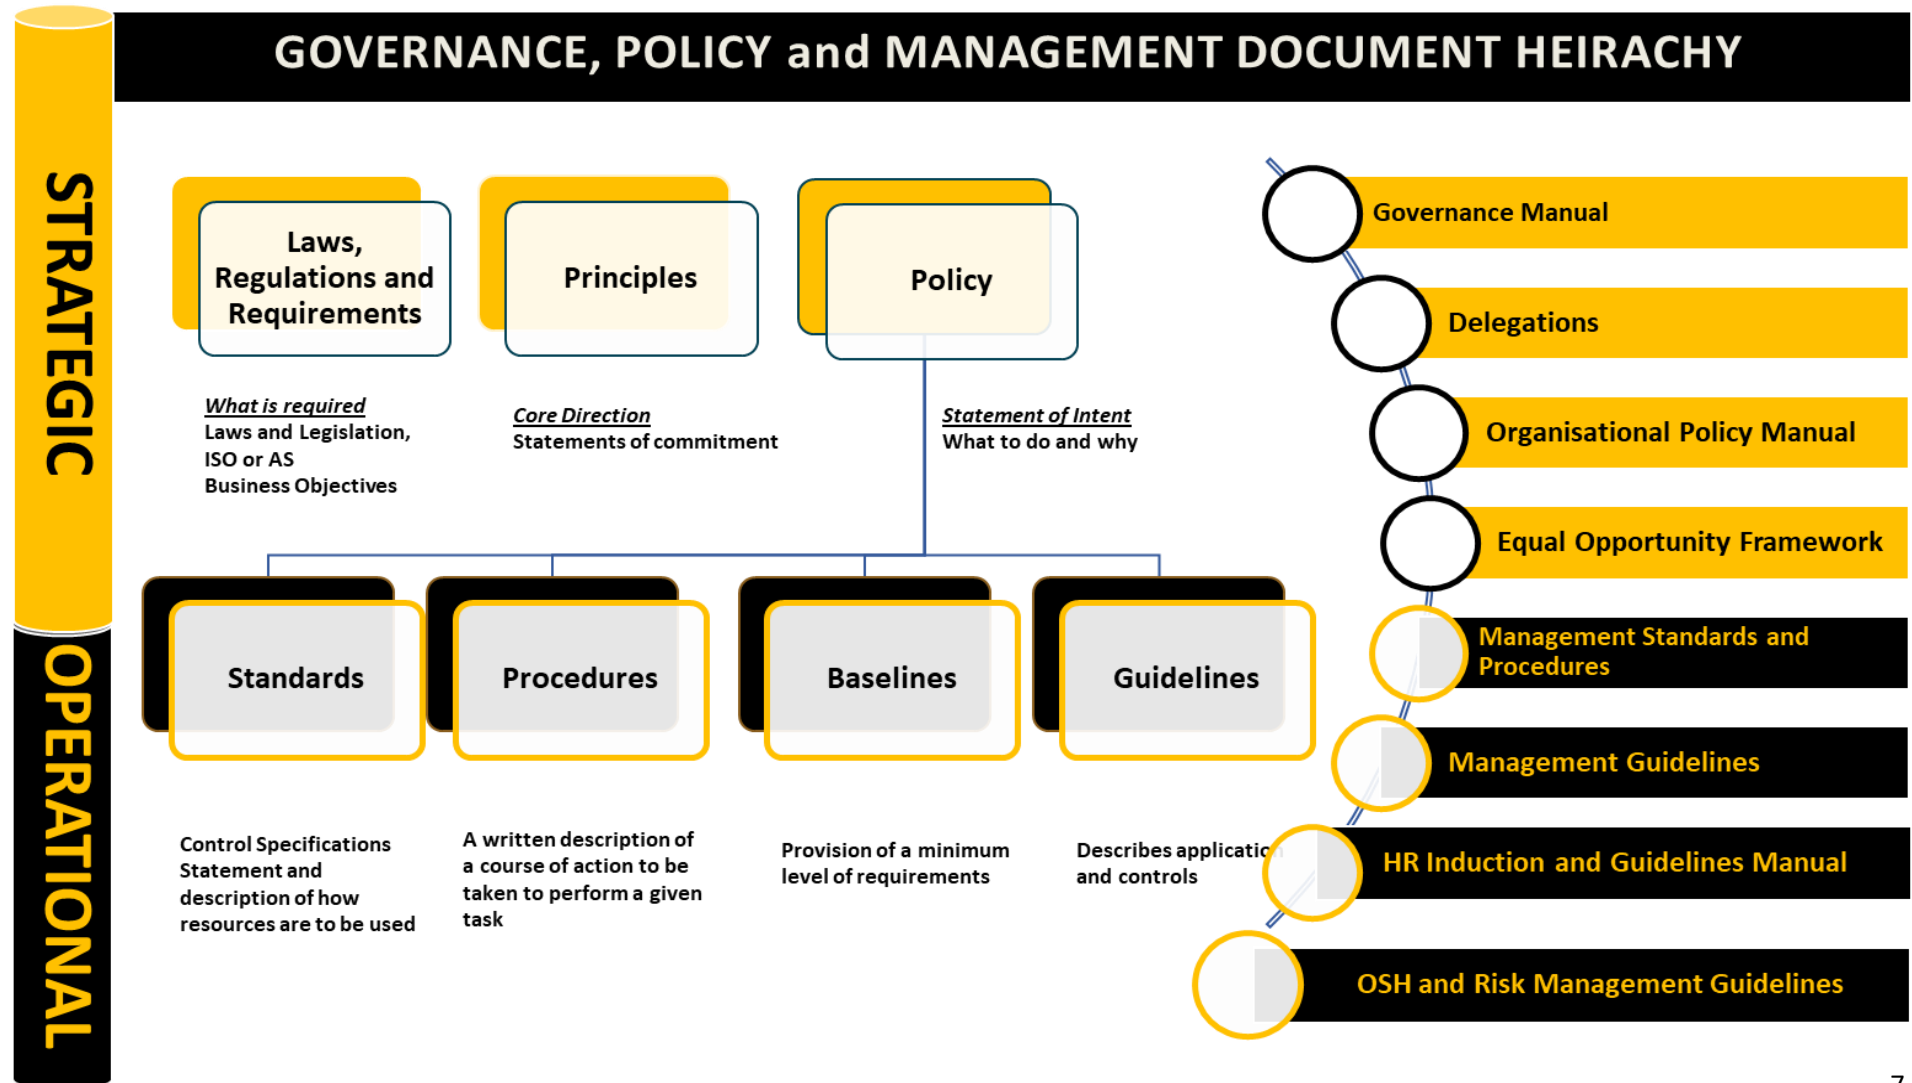 GOVERNANCE, POLICY and MANAGEMENT DOCUMENT HEIRACHY
STRATEGIC
OPERATIONAL
Laws,
Regulations and
Requirements
Principles
Policy
What is required
Laws and Legislation,
ISO or AS
Business Objectives
Core Direction
Statements of commitment
Statement of Intent
What to do and why
Standards
Procedures
Baselines
Guidelines
Control Specifications
Statement and
description of how
resources are to be used
A written description of
a course of action to be
taken to perform a given
task
Provision of a minimum
level of requirements
Describes application
and controls
Governance Manual
Delegations
Organisational Policy Manual
Equal Opportunity Framework
Management Standards and
Procedures
Management Guidelines
HR Induction and Guidelines Manual
OSH and Risk Management Guidelines
7